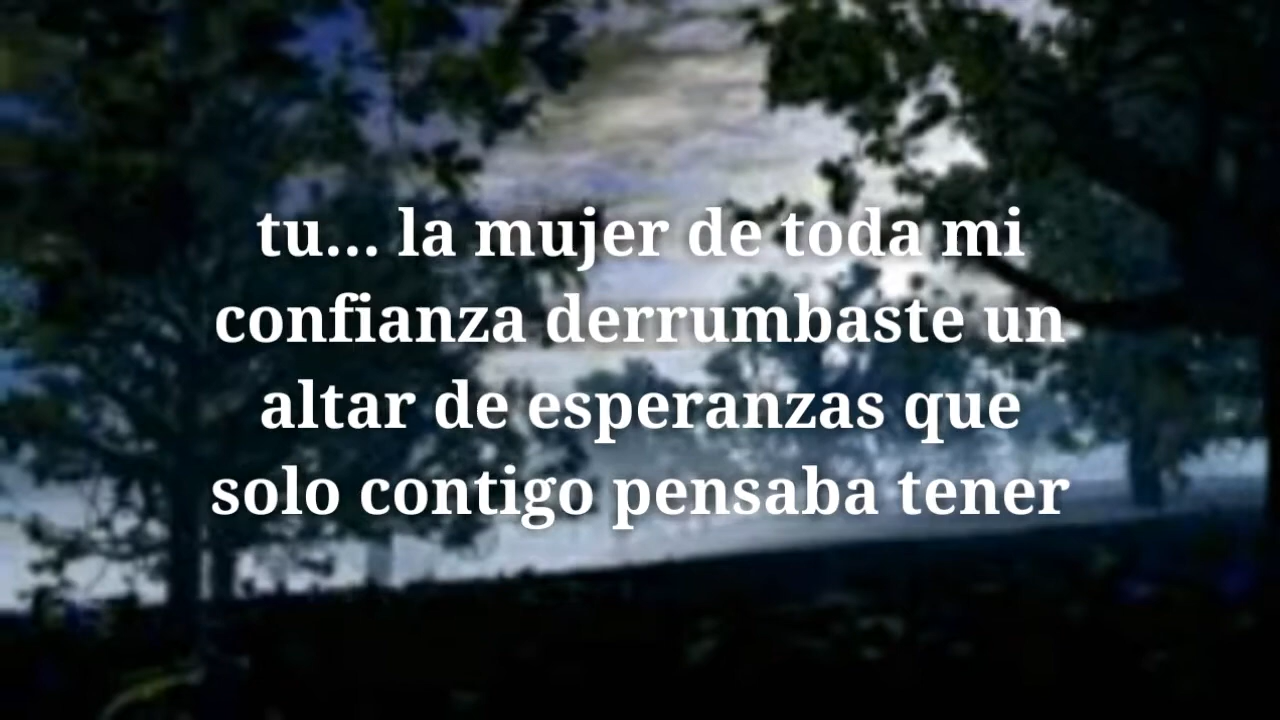 tu... la mujer de toda mi
confianza derrumbaste un
altar de esperanzas que
solo contigo pensaba tener